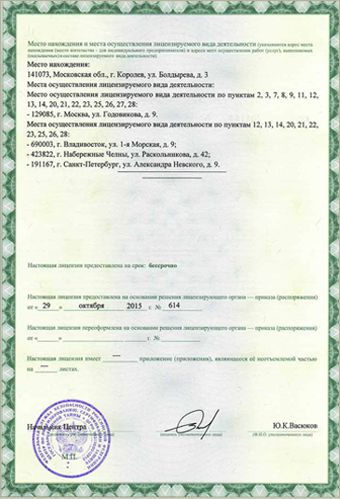 Место нахождения и места осуществления лицензируемого вида деятельности (указываются адрес места
нахождения (место жительства - для индивидуального предпринимателя) и адреса мест осуществления работ (услуг), выполняемых
(оказываемых) в составе лицензируемого вида деятельности)
Место нахождения:
141073, Московская обл., г. Королев, ул. Болдырева, д. 3
Места осуществления лицензируемого вида деятельности:
Место осуществления лицензируемого вида деятельности по пунктам 2, 3, 7, 8, 9, 11, 12,
13, 14, 20, 21, 22, 23, 25, 26, 27, 28:
- 129085, г. Москва, ул. Годовикова, д. 9.
Места осуществления лицензируемого вида деятельности по пунктам 12, 13, 14, 20, 21, 22,
23, 25, 26, 28:
- 690003, г. Владивосток, ул. 1-я Морская, д. 9;
- 423822, г. Набережные Челны, ул. Раскольникова, д. 42;
- 191167, г. Санкт-Петербург, ул. Александра Невского, д. 9.
Настоящая лицензия предоставлена на срок: бессрочно
Настоящая лицензия предоставлена на основании решения лицензирующего органа — приказа (распоряжения)
от « 29 » октября 2015 г. № 614
Настоящая лицензия переоформлена на основании решения лицензирующего органа — приказа (распоряжения)
от « » г. №
Настоящая лицензия имеет — приложение (приложения), являющееся её неотъемлемой частью
на — листах.
Начальник Центра Ю.К.Васюков
М.П. (подпись) (Ф.И.О. уполномоченного лица)